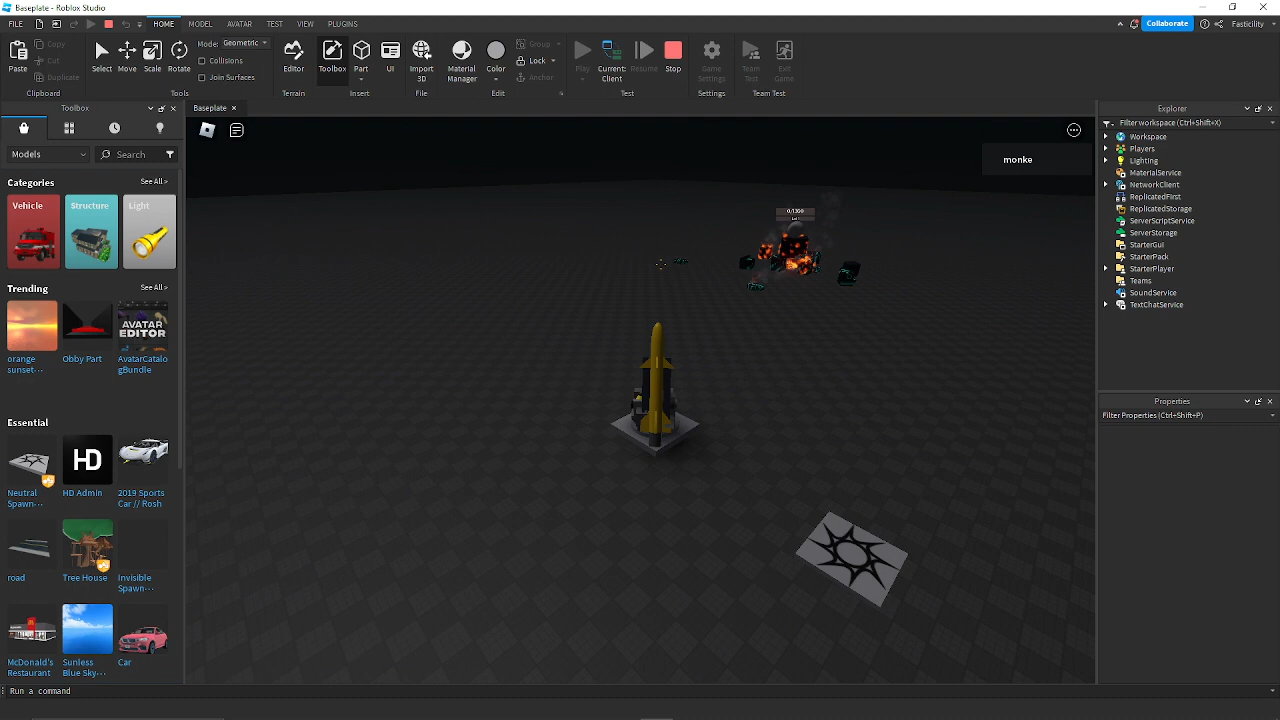 Baseplate - Roblox Studio
FILE HOME MODEL AVATAR TEST VIEW PLUGINS Collaborate Fasticility
Paste
Copy
Cut
Duplicate
Clipboard
Select Move Scale Rotate
Mode: Geometric
Collisions
Join Surfaces
Tools
Editor
Terrain
Toolbox Part UI
Insert
Import
3D
File
Material
Manager
Color
Group
Lock
Anchor
Edit
Play
Current:
Client
Resume
Stop
Test
Game
Settings
Settings
Team
Test
Exit
Game
Team Test
Toolbox
Models
Search
Categories See All >
Vehicle Structure Light
Trending See All >
orange
sunset...
Obby Part
AVATAR
EDITOR
AvatarCatalo
gBundle
Essential
HD
Neutral
Spawn...
HD Admin
2019 Sports
Car // Rosh
road
Tree House
Invisible
Spawn...
McDonald's
Restaurant
Sunless
Blue Sky...
Car
Baseplate
monke
Explorer
Filter workspace (Ctrl+Shift+X)
Workspace
Players
Lighting
MaterialService
NetworkClient
ReplicatedFirst
ReplicatedStorage
ServerScriptService
ServerStorage
StarterGui
StarterPack
StarterPlayer
Teams
SoundService
TextChatService
Properties
Filter Properties (Ctrl+Shift+P)
Run a command